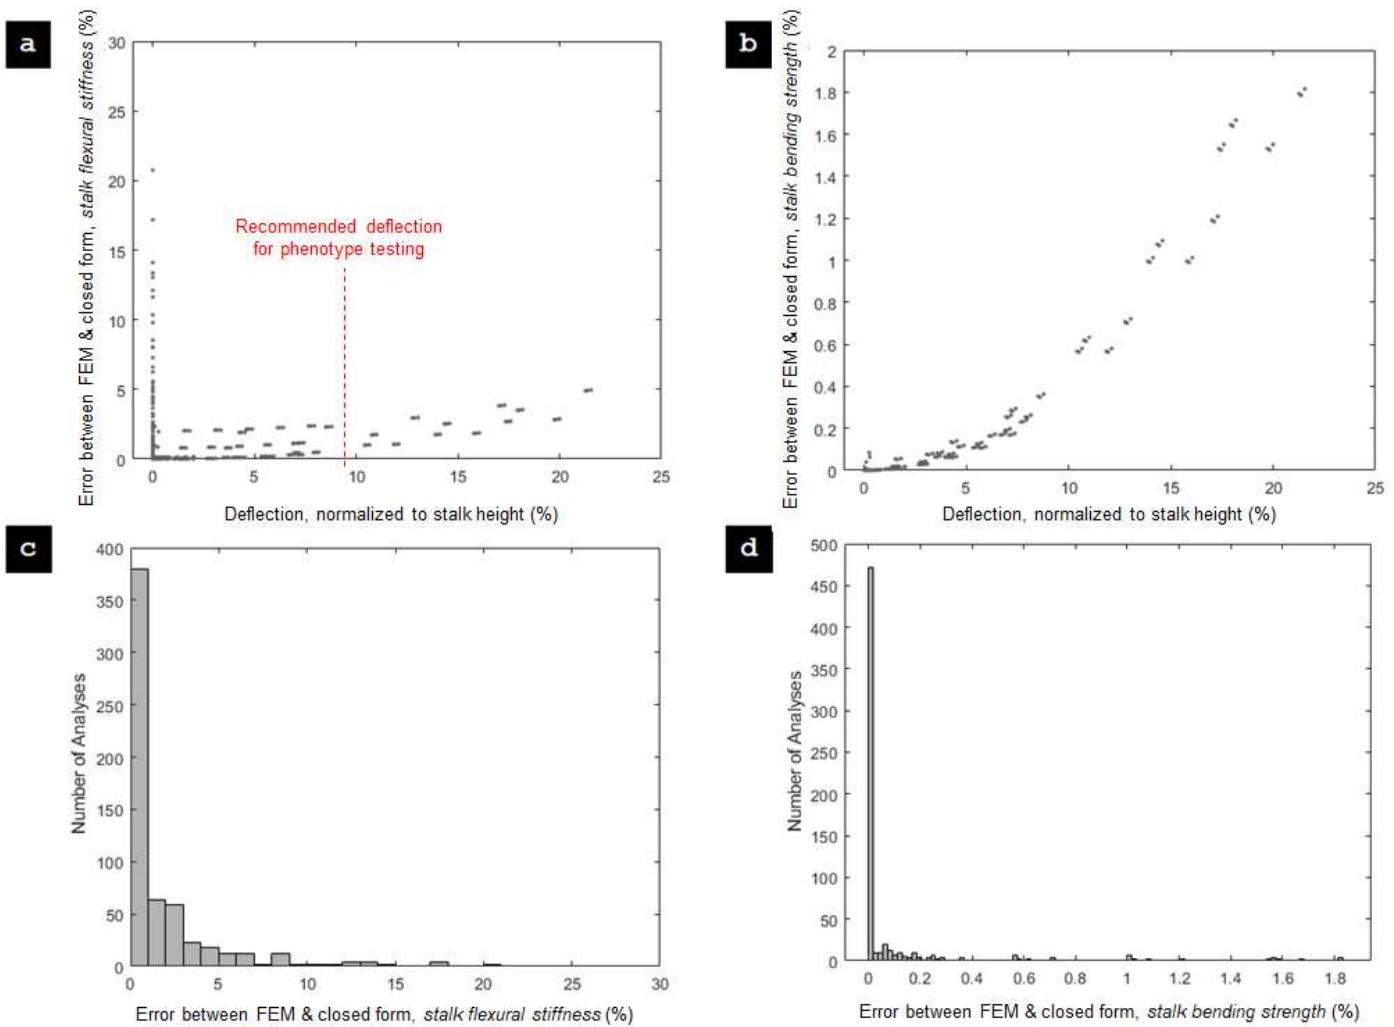 a
Error between FEM & closed form, stalk flexural stiffness (%)
30
25
20
15
10
5
0
Recommended deflection
for phenotype testing
0 5 10 15 20 25
Deflection, normalized to stalk height (%)
b
Error between FEM & closed form, stalk bending strength (%)
2
1.8
1.6
1.4
1.2
1
0.8
0.6
0.4
0.2
0
0 5 10 15 20 25
Deflection, normalized to stalk height (%)
c
Number of Analyses
400
350
300
250
200
150
100
50
0
0 5 10 15 20 25 30
Error between FEM & closed form, stalk flexural stiffness (%)
d
Number of Analyses
500
450
400
350
300
250
200
150
100
50
0
0 0.2 0.4 0.6 0.8 1 1.2 1.4 1.6 1.8
Error between FEM & closed form, stalk bending strength (%)